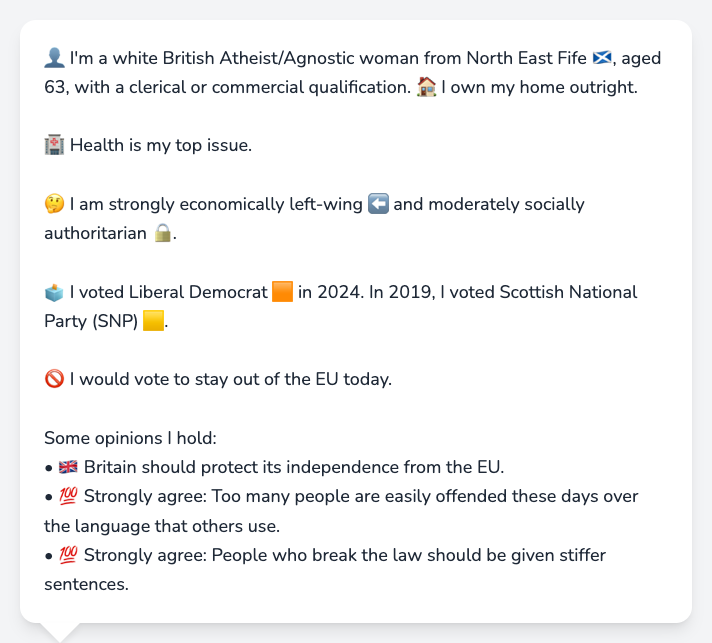 👤 I'm a white British Atheist/Agnostic woman from North East Fife 🏴󠁧󠁢󠁳󠁣󠁴󠁿, aged
63, with a clerical or commercial qualification. 🏠 I own my home outright.
🏥 Health is my top issue.
🤔 I am strongly economically left-wing ⬅️ and moderately socially
authoritarian 🔒.
🗳️ I voted Liberal Democrat 🟧 in 2024. In 2019, I voted Scottish National
Party (SNP) 🟨.
🚫 I would vote to stay out of the EU today.
Some opinions I hold:
• 🇬🇧 Britain should protect its independence from the EU.
• 💯 Strongly agree: Too many people are easily offended these days over
the language that others use.
• 💯 Strongly agree: People who break the law should be given stiffer
sentences.